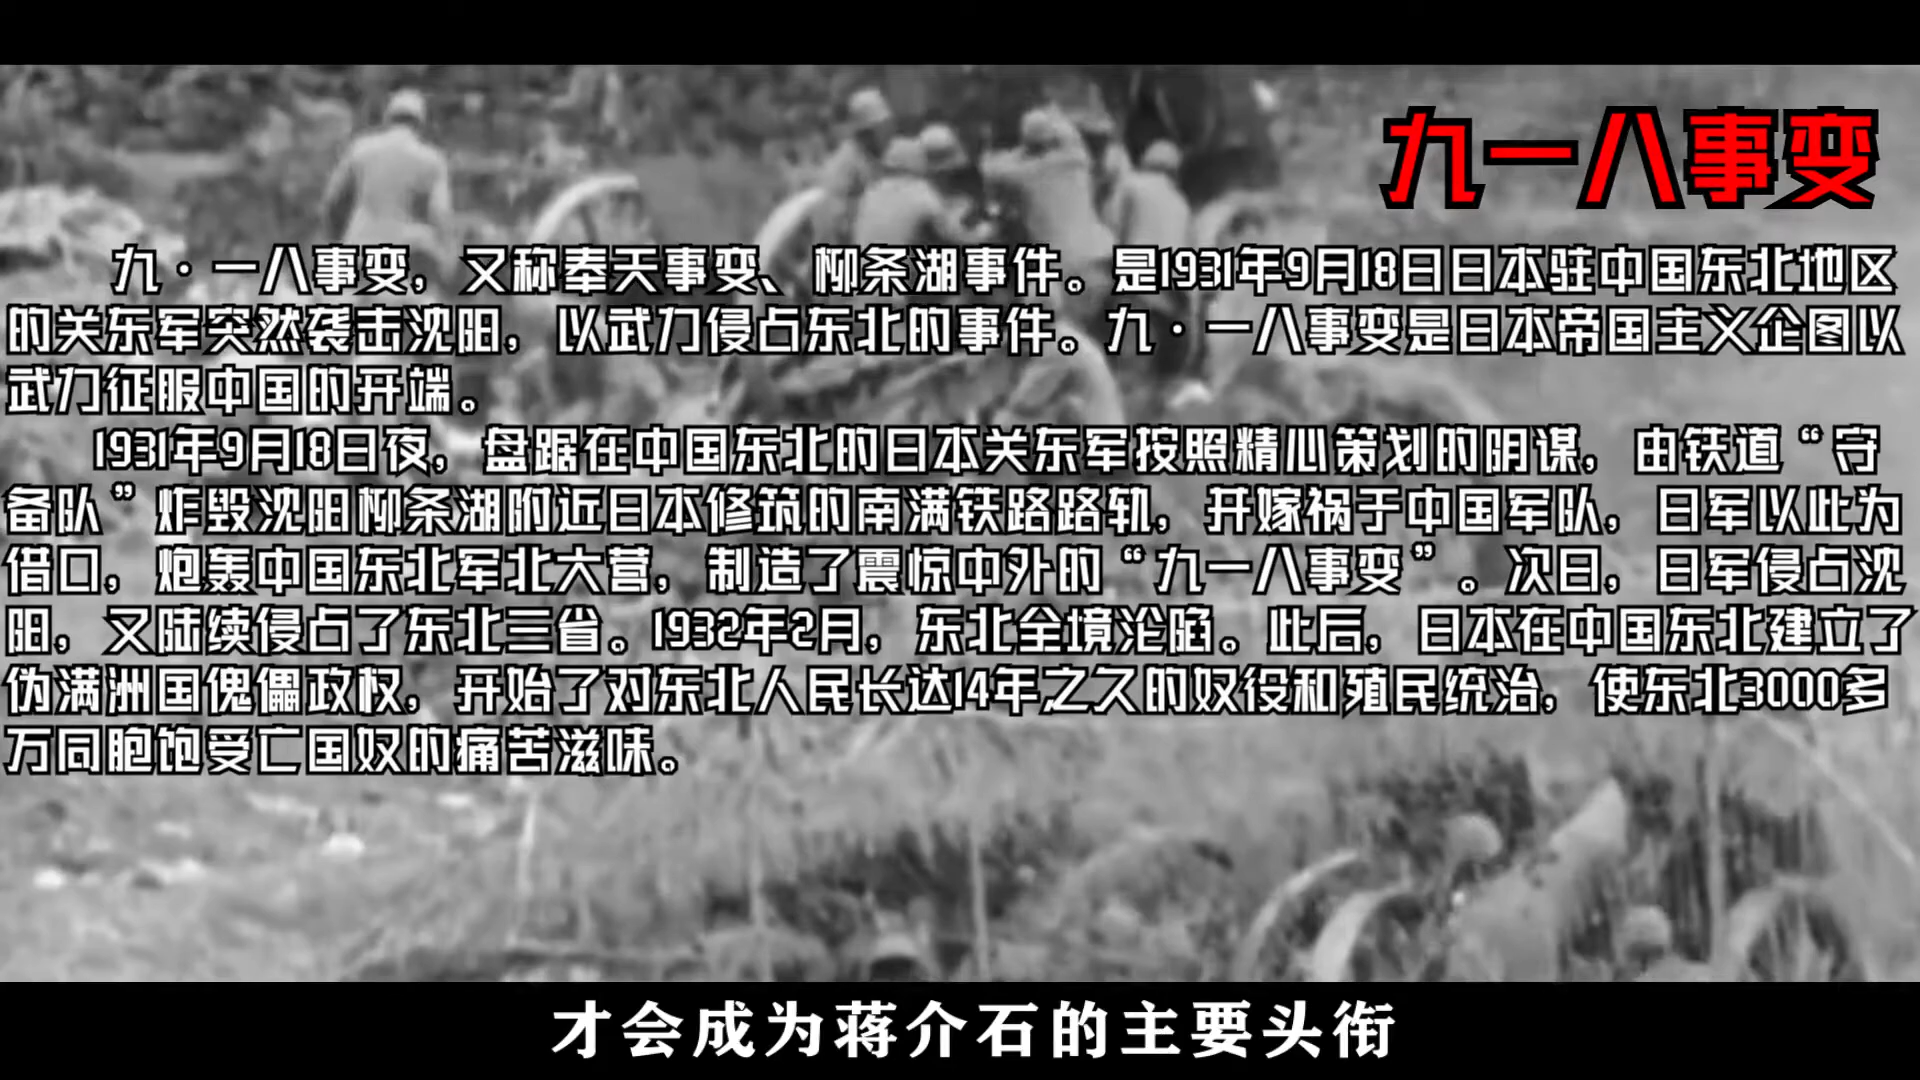 九一八事变
九·一八事变，又称奉天事变、柳条湖事件。是1931年9月18日日本驻中国东北地区
的关东军突然袭击沈阳，以武力侵占东北的事件。九·一八事变是日本帝国主义企图以
武力征服中国的开端。
1931年9月18日夜，盘踞在中国东北的日本关东军按照精心策划的阴谋，由铁道“守
备队”炸毁沈阳柳条湖附近日本修筑的南满铁路路轨，并嫁祸于中国军队，日军以此为
借口，炮轰中国东北军北大营，制造了震惊中外的“九一八事变”。次日，日军侵占沈
阳，又陆续侵占了东北三省。1932年2月，东北全境沦陷。此后，日本在中国东北建立了
伪满洲国傀儡政权，开始了对东北人民长达14年之久的奴役和殖民统治，使东北3000多
万同胞饱受亡国奴的痛苦滋味。
才会成为蒋介石的主要头衔